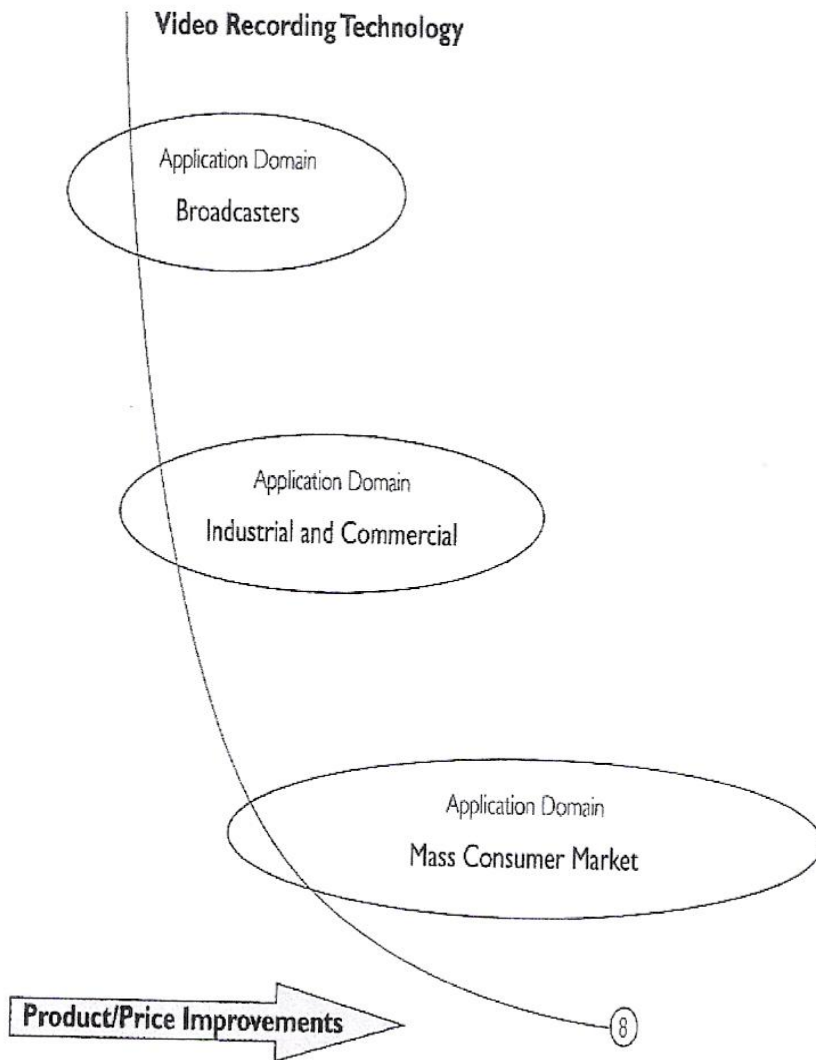 Video Recording Technology
Application Domain
Broadcasters
Application Domain
Industrial and Commercial
Application Domain
Mass Consumer Market
Product/Price Improvements
8